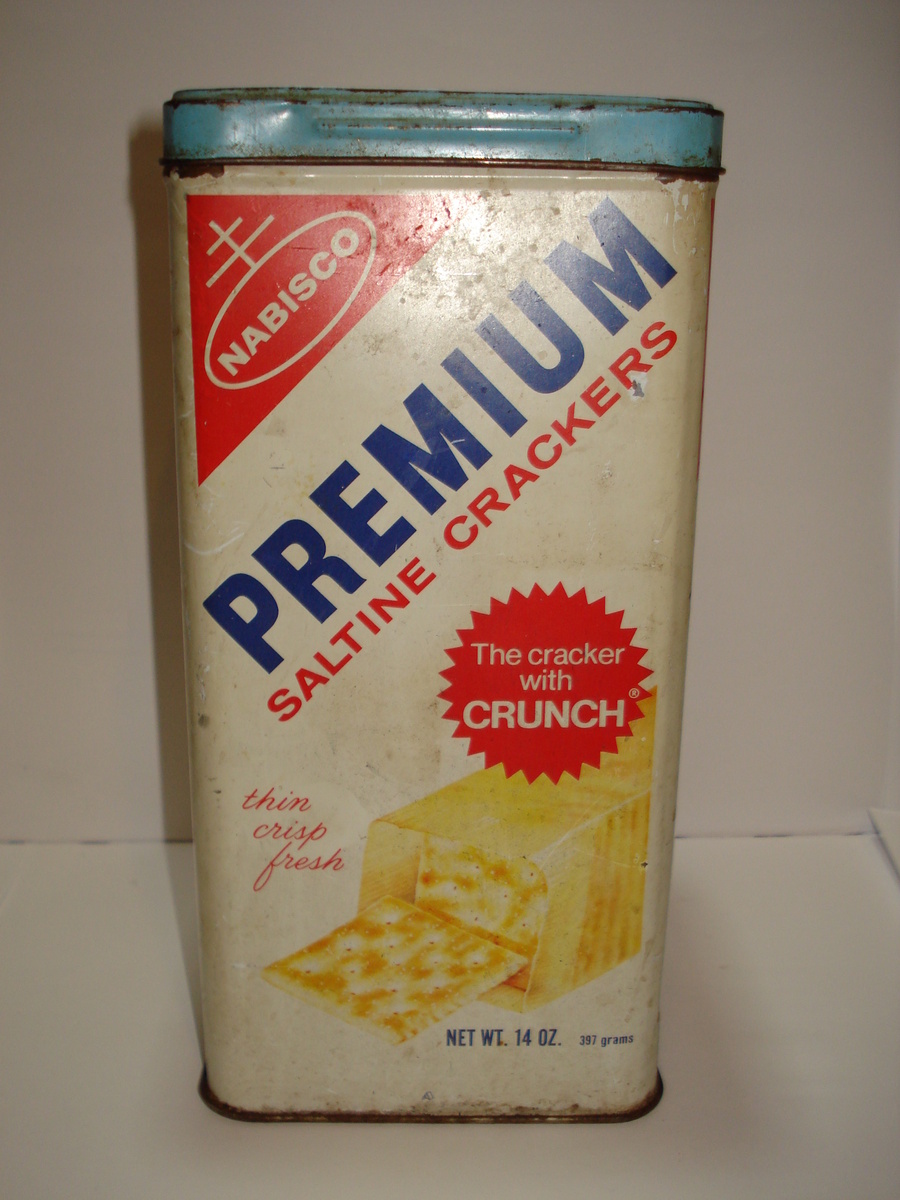 NABISCO
PREMIUM
SALTINE CRACKERS
The cracker
with
CRUNCH®
thin
crisp
fresh
NET WT. 14 OZ. 397 grams